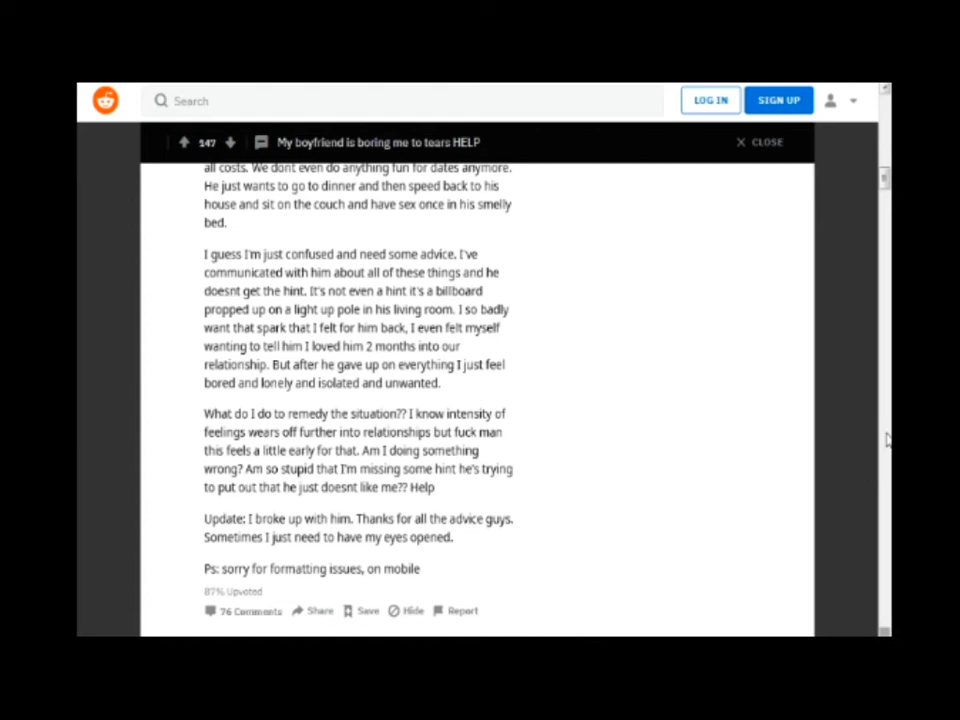 Search
LOG IN
SIGN UP
147
My boyfriend is boring me to tears HELP
CLOSE
all costs. We dont even do anything fun for dates anymore.
He just wants to go to dinner and then speed back to his
house and sit on the couch and have sex once in his smelly
bed.
I guess I'm just confused and need some advice. I've
communicated with him about all of these things and he
doesnt get the hint. It's not even a hint it's a billboard
propped up on a light up pole in his living room. I so badly
want that spark that I felt for him back, I even felt myself
wanting to tell him I loved him 2 months into our
relationship. But after he gave up on everything I just feel
bored and lonely and isolated and unwanted.
What do I do to remedy the situation?? I know intensity of
feelings wears off further into relationships but fuck man
this feels a little early for that. Am I doing something
wrong? Am so stupid that I'm missing some hint he's trying
to put out that he just doesnt like me?? Help
Update: I broke up with him. Thanks for all the advice guys.
Sometimes I just need to have my eyes opened.
Ps: sorry for formatting issues, on mobile
87% Upvoted
76 Comments Share Save Hide Report